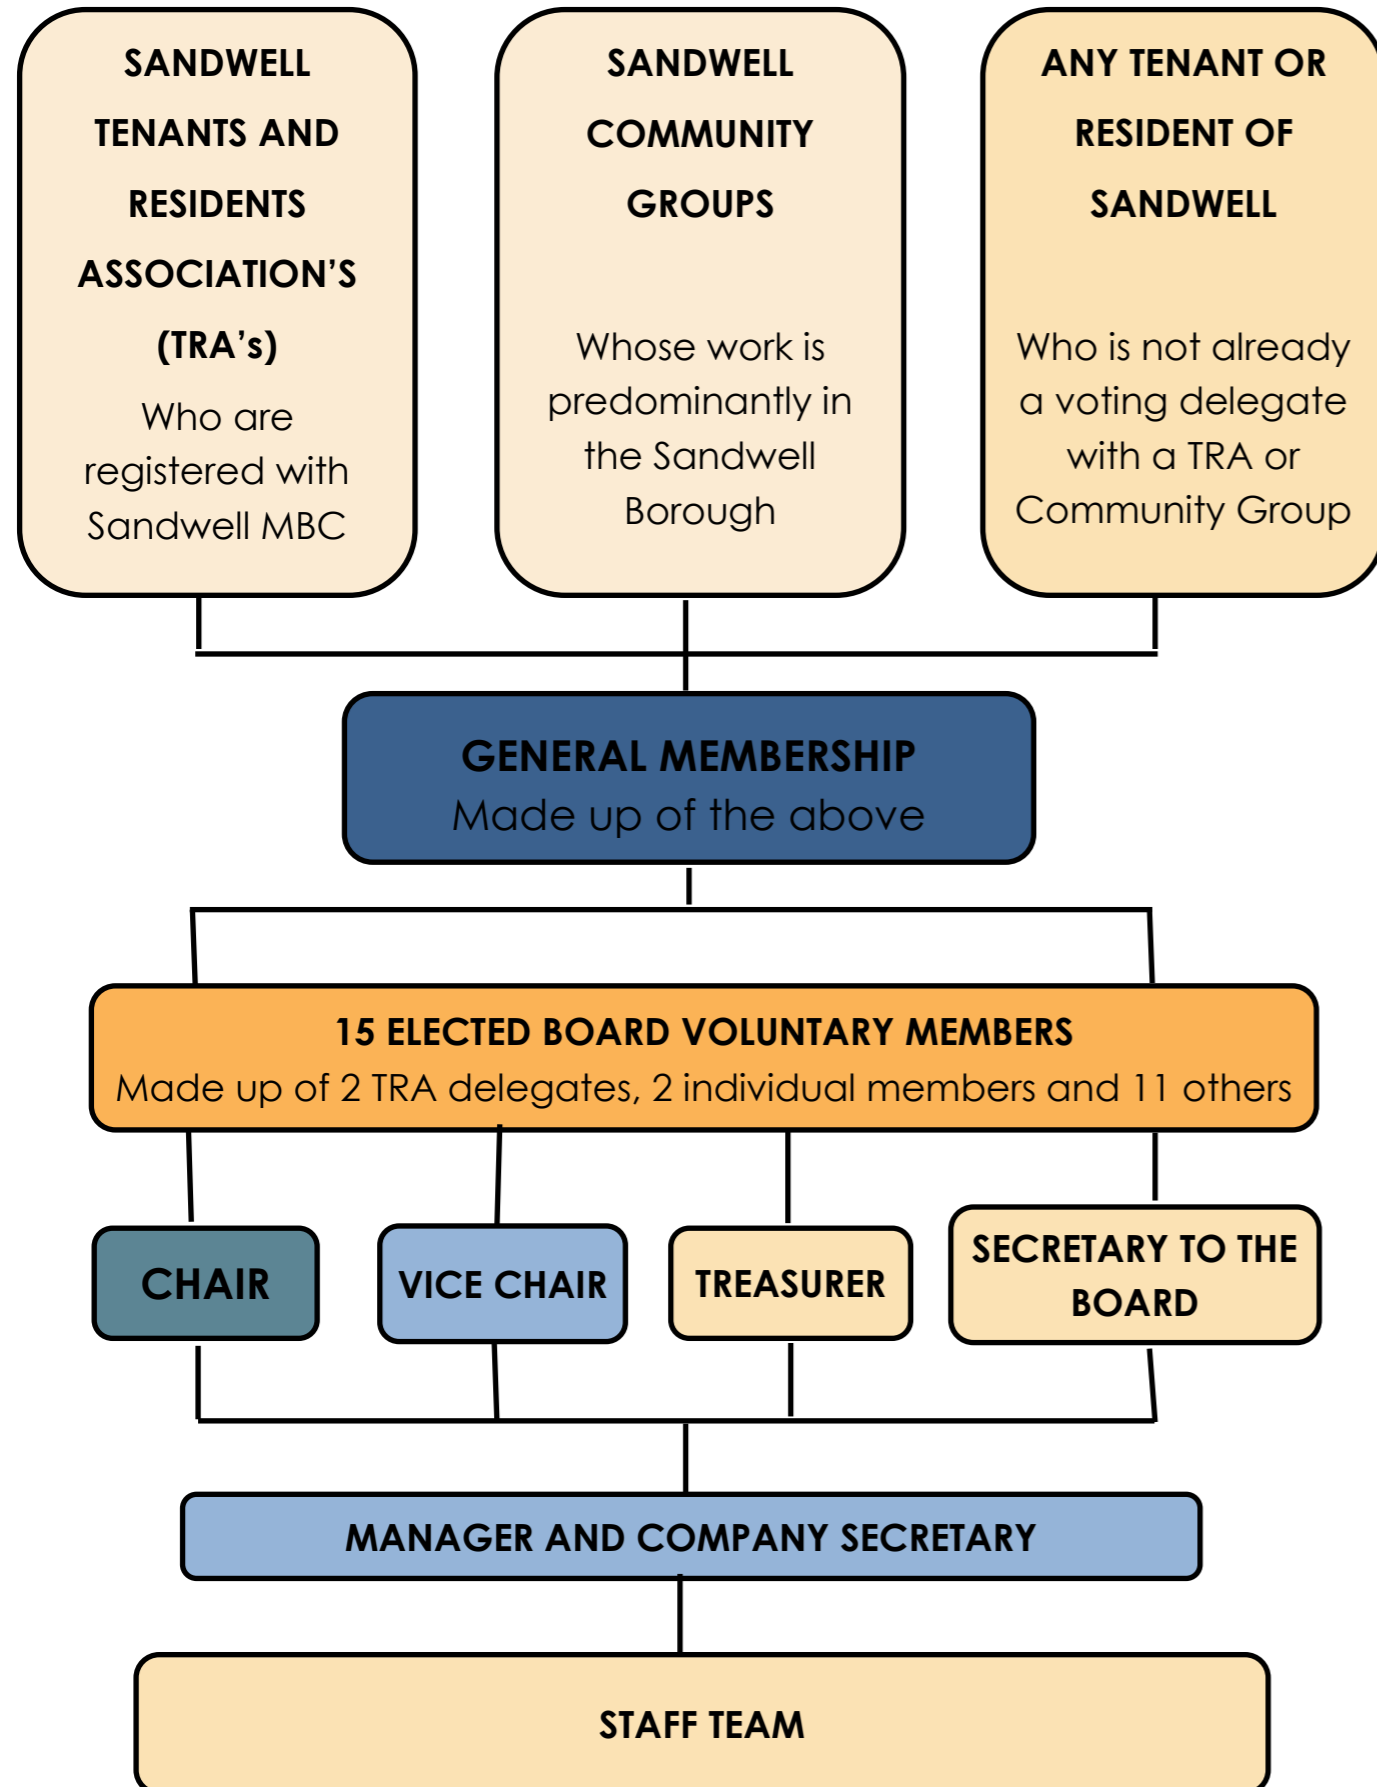 SANDWELL
TENANTS AND
RESIDENTS
ASSOCIATION’S
(TRA’s)
Who are
registered with
Sandwell MBC
SANDWELL
COMMUNITY
GROUPS
Whose work is
predominantly in
the Sandwell
Borough
ANY TENANT OR
RESIDENT OF
SANDWELL
Who is not already
a voting delegate
with a TRA or
Community Group
GENERAL MEMBERSHIP
Made up of the above
15 ELECTED BOARD VOLUNTARY MEMBERS
Made up of 2 TRA delegates, 2 individual members and 11 others
CHAIR
VICE CHAIR
TREASURER
SECRETARY TO THE
BOARD
MANAGER AND COMPANY SECRETARY
STAFF TEAM